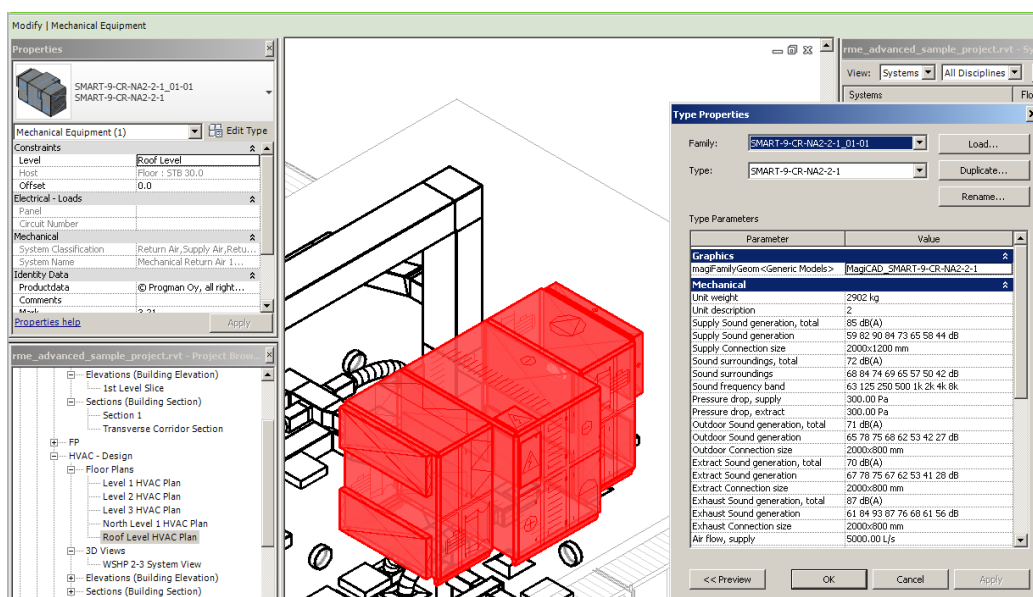 Modify | Mechanical Equipment
Properties
SMART-9-CR-NA2-2-1_01-01
SMART-9-CR-NA2-2-1
Mechanical Equipment (1)
Edit Type
Constraints
Level Roof Level
Host Floor : STB 30.0
Offset 0.0
Electrical - Loads
Panel
Circuit Number
Mechanical
System Classification Return Air,Supply Air,Retu...
System Name Mechanical Return Air 1...
Identity Data
Productdata © Progman Oy, all right...
Comments
Mark 3.21
Properties help
Apply
rme_advanced_sample_project.rvt - Project Brow...
Elevations (Building Elevation)
1st Level Slice
Sections (Building Section)
Section 1
Transverse Corridor Section
FP
HVAC - Design
Floor Plans
Level 1 HVAC Plan
Level 2 HVAC Plan
Level 3 HVAC Plan
North Level 1 HVAC Plan
Roof Level HVAC Plan
3D Views
WSHP 2-3 System View
Elevations (Building Elevation)
Sections (Building Section)
rme_advanced_sample_project.rvt - Sy
View: Systems All Disciplines
Systems Flo
Type Properties
Family: SMART-9-CR-NA2-2-1_01-01 Load...
Type: SMART-9-CR-NA2-2-1 Duplicate...
Rename...
Type Parameters
Parameter Value
Graphics
magiFamilyGeom<Generic Models> MagiCAD_SMART-9-CR-NA2-2-1
Mechanical
Unit weight 2902 kg
Unit description 2
Supply Sound generation, total 85 dB(A)
Supply Sound generation 59 82 90 84 73 65 58 44 dB
Supply Connection size 2000x1200 mm
Sound surroundings, total 72 dB(A)
Sound surroundings 68 84 74 69 65 57 50 42 dB
Sound frequency band 63 125 250 500 1k 2k 4k 8k
Pressure drop, supply 300.00 Pa
Pressure drop, extract 300.00 Pa
Outdoor Sound generation, total 71 dB(A)
Outdoor Sound generation 65 78 75 68 62 53 42 27 dB
Outdoor Connection size 2000x800 mm
Extract Sound generation, total 70 dB(A)
Extract Sound generation 67 78 75 67 62 53 41 28 dB
Extract Connection size 2000x800 mm
Exhaust Sound generation, total 87 dB(A)
Exhaust Sound generation 61 84 93 87 76 68 61 56 dB
Exhaust Connection size 2000x800 mm
Air flow, supply 5000.00 L/s
<< Preview OK Cancel Apply